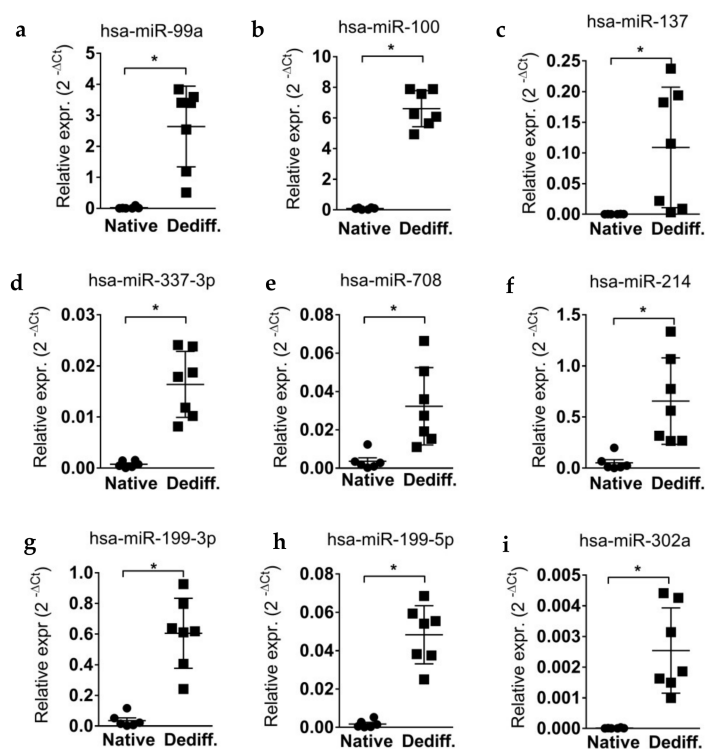 a
hsa-miR-99a
Relative expr. (2 -ΔCt)
5
4
3
2
1
0
*
Native Dediff.
b
hsa-miR-100
Relative expr. (2 -ΔCt)
10
8
6
4
2
0
*
Native Dediff.
c
hsa-miR-137
Relative expr. (2 -ΔCt)
0.25
0.20
0.15
0.10
0.05
0.00
*
Native Dediff.
d
hsa-miR-337-3p
Relative expr. (2 -ΔCt)
0.03
0.02
0.01
0.00
*
Native Dediff.
e
hsa-miR-708
Relative expr. (2 -ΔCt)
0.08
0.06
0.04
0.02
0.00
*
Native Dediff.
f
hsa-miR-214
Relative expr. (2 -ΔCt)
1.5
1.0
0.5
0.0
*
Native Dediff.
g
hsa-miR-199-3p
Relative expr (2 -ΔCt)
1.0
0.8
0.6
0.4
0.2
0.0
*
Native Dediff.
h
hsa-miR-199-5p
Relative expr. (2 -ΔCt)
0.08
0.06
0.04
0.02
0.00
*
Native Dediff.
i
hsa-miR-302a
Relative expr. (2 -ΔCt)
0.005
0.004
0.003
0.002
0.001
0.000
*
Native Dediff.